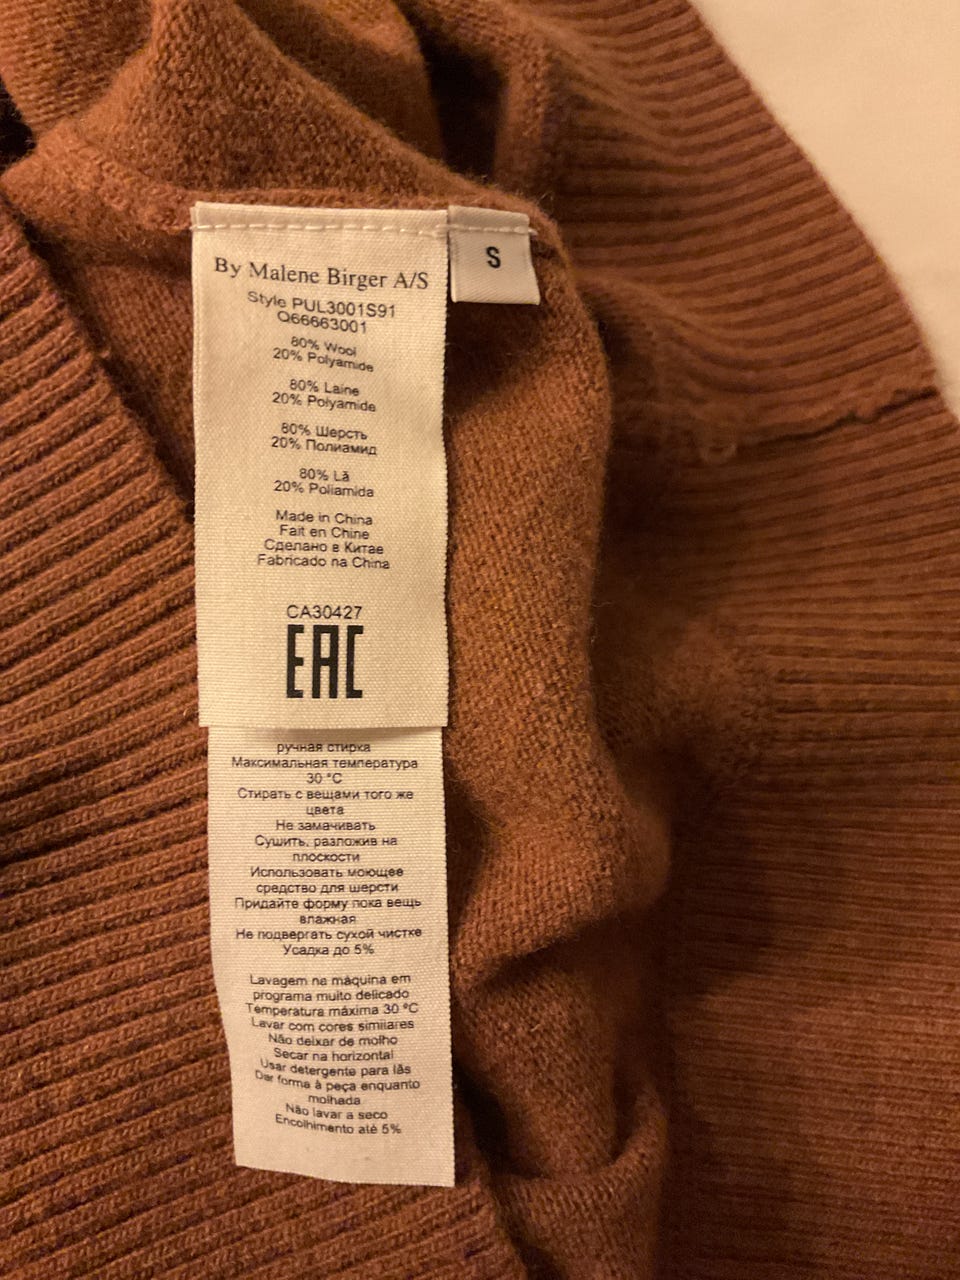 By Malene Birger A/S
S
Style PUL3001S91
Q66663001
80% Wool
20% Polyamide
80% Laine
20% Polyamide
80% Шерсть
20% Полиамид
80% Lã
20% Poliamida
Made in China
Fait en Chine
Сделано в Китае
Fabricado na China
CA30427
EAC
ручная стирка
Максимальная температура
30 °C
Стирать с вещами того же
цвета
Не замачивать
Сушить, разложив на
плоскости
Использовать моющее
средство для шерсти
Придайте форму пока вещь
влажная
Не подвергать сухой чистке
Усадка до 5%
Lavagem na máquina em
programa muito delicado
Temperatura máxima 30 ºC
Lavar com cores similares
Não deixar de molho
Secar na horizontal
Usar detergente para lãs
Dar forma à peça enquanto
molhada
Não lavar a seco
Encolhimento até 5%